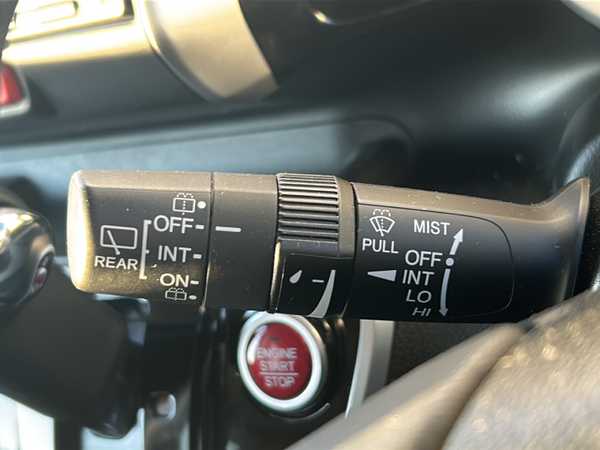 OFF
INT
REAR
ON
MIST
PULL
OFF
INT
LO
HI
ENGINE
START
STOP